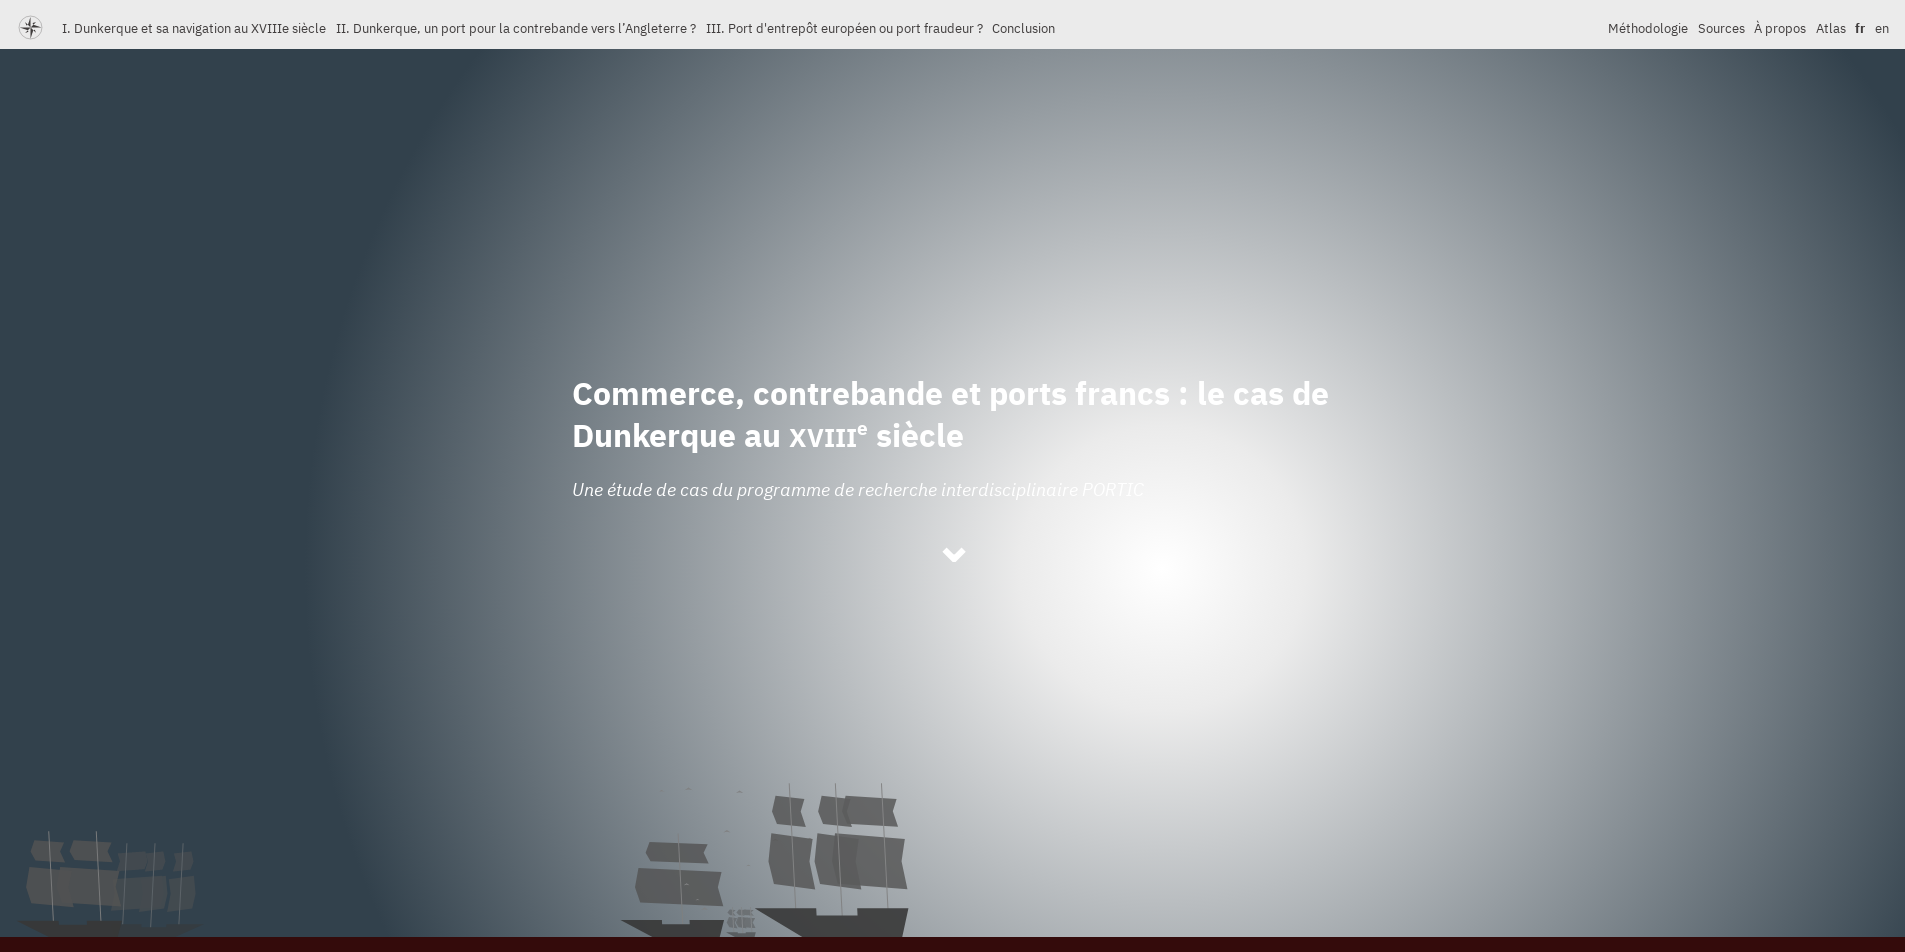 I. Dunkerque et sa navigation au XVIIIe siècle II. Dunkerque, un port pour la contrebande vers l’Angleterre ? III. Port d'entrepôt européen ou port fraudeur ? Conclusion Méthodologie Sources À propos Atlas fr en
Commerce, contrebande et ports francs : le cas de
Dunkerque au XVIIIe siècle
Une étude de cas du programme de recherche interdisciplinaire PORTIC